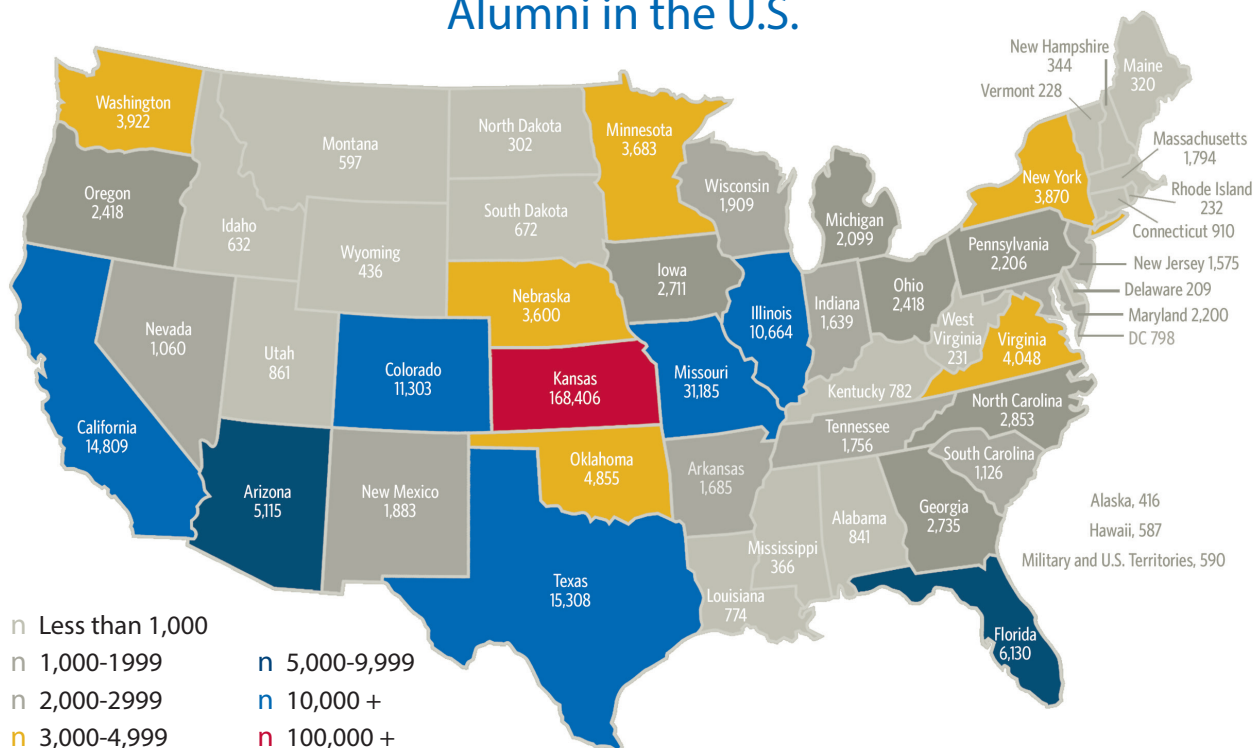 Alumni in the U.S.
New Hampshire
344
Maine
320
Vermont 228
Washington
3,922
North Dakota
302
Minnesota
3,683
Montana
597
Massachusetts
1,794
Oregon
2,418
Wisconsin
1,909
New York
3,870
Rhode Island
232
Idaho
632
South Dakota
672
Michigan
2,099
Connecticut 910
Wyoming
436
Pennsylvania
2,206
New Jersey 1,575
Iowa
2,711
Ohio
2,418
Delaware 209
Nebraska
3,600
Illinois
10,664
Indiana
1,639
Maryland 2,200
West
Virginia
231
Virginia
4,048
DC 798
Nevada
1,060
Utah
861
Colorado
11,303
Kansas
168,406
Missouri
31,185
Kentucky 782
North Carolina
2,853
California
14,809
Tennessee
1,756
South Carolina
1,126
Oklahoma
4,855
Arkansas
1,685
Arizona
5,115
New Mexico
1,883
Georgia
2,735
Alabama
841
Alaska, 416
Hawaii, 587
Mississippi
366
Military and U.S. Territories, 590
Texas
15,308
Louisiana
774
Florida
6,130
n Less than 1,000
n 1,000-1999
n 2,000-2999
n 3,000-4,999
n 5,000-9,999
n 10,000 +
n 100,000 +